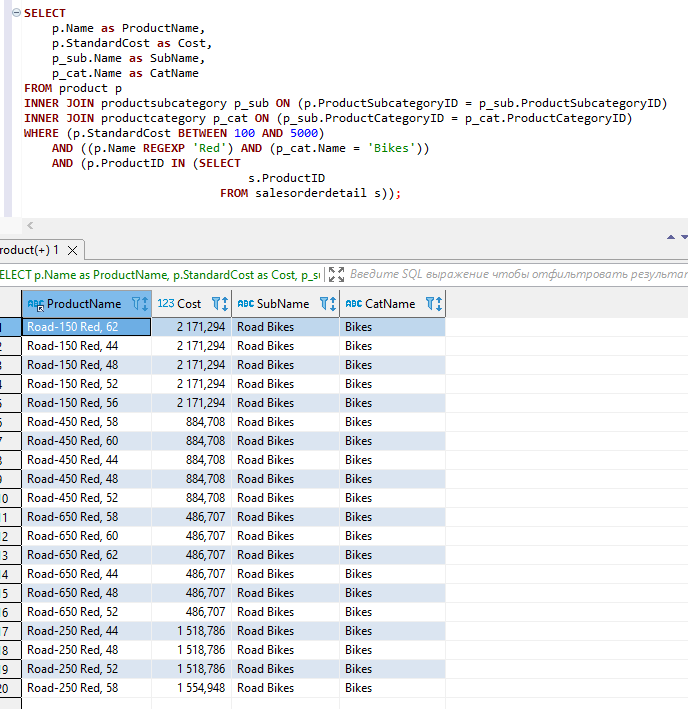 SELECT
p.Name as ProductName,
p.StandardCost as Cost,
p_sub.Name as SubName,
p_cat.Name as CatName
FROM product p
INNER JOIN productsubcategory p_sub ON (p.ProductSubcategoryID = p_sub.ProductSubcategoryID)
INNER JOIN productcategory p_cat ON (p_sub.ProductCategoryID = p_cat.ProductCategoryID)
WHERE (p.StandardCost BETWEEN 100 AND 5000)
AND ((p.Name REGEXP 'Red') AND (p_cat.Name = 'Bikes'))
AND (p.ProductID IN (SELECT
s.ProductID
FROM salesorderdetail s));
roduct(+) 1
ELECT p.Name as ProductName, p.StandardCost as Cost, p_su Введите SQL выражение чтобы отфильтровать результат
ABC ProductName 123 Cost ABC SubName ABC CatName
1 Road-150 Red, 62 2 171,294 Road Bikes Bikes
2 Road-150 Red, 44 2 171,294 Road Bikes Bikes
3 Road-150 Red, 48 2 171,294 Road Bikes Bikes
4 Road-150 Red, 52 2 171,294 Road Bikes Bikes
5 Road-150 Red, 56 2 171,294 Road Bikes Bikes
6 Road-450 Red, 58 884,708 Road Bikes Bikes
7 Road-450 Red, 60 884,708 Road Bikes Bikes
8 Road-450 Red, 44 884,708 Road Bikes Bikes
9 Road-450 Red, 48 884,708 Road Bikes Bikes
10 Road-450 Red, 52 884,708 Road Bikes Bikes
11 Road-650 Red, 58 486,707 Road Bikes Bikes
12 Road-650 Red, 60 486,707 Road Bikes Bikes
13 Road-650 Red, 62 486,707 Road Bikes Bikes
14 Road-650 Red, 44 486,707 Road Bikes Bikes
15 Road-650 Red, 48 486,707 Road Bikes Bikes
16 Road-650 Red, 52 486,707 Road Bikes Bikes
17 Road-250 Red, 44 1 518,786 Road Bikes Bikes
18 Road-250 Red, 48 1 518,786 Road Bikes Bikes
19 Road-250 Red, 52 1 518,786 Road Bikes Bikes
20 Road-250 Red, 58 1 554,948 Road Bikes Bikes